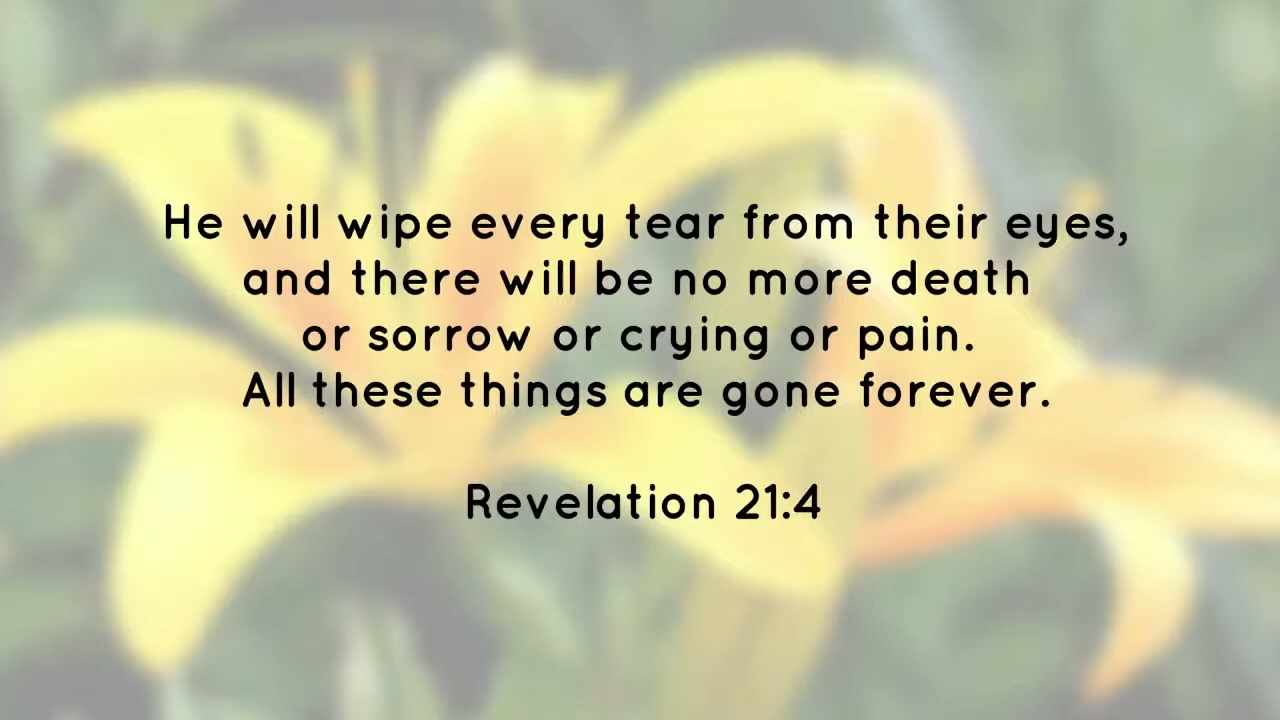 He will wipe every tear from their eyes,
and there will be no more death
or sorrow or crying or pain.
All these things are gone forever.
Revelation 21:4